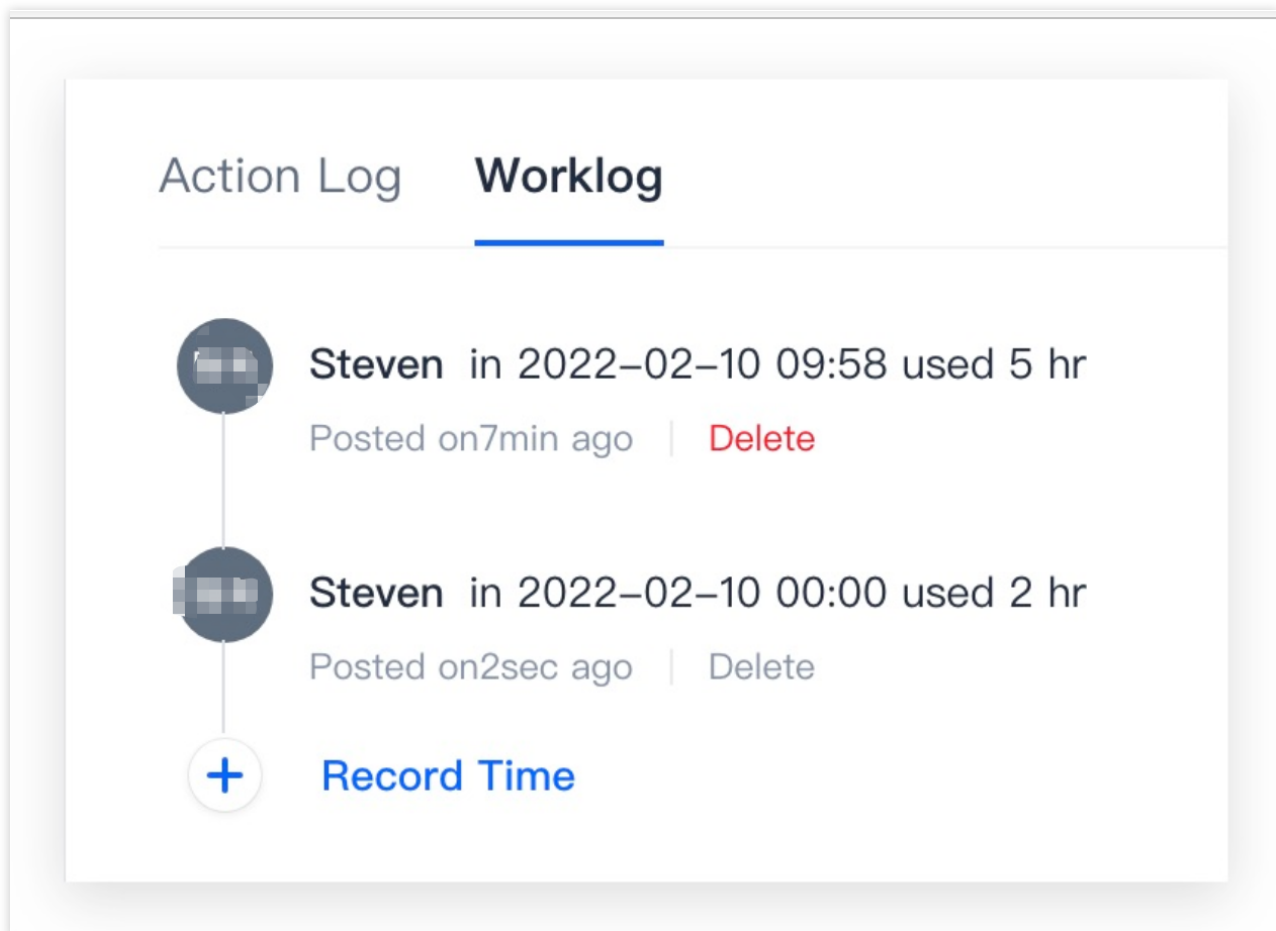 Action Log Worklog
Steven in 2022-02-10 09:58 used 5 hr
Posted on7min ago | Delete
Steven in 2022-02-10 00:00 used 2 hr
Posted on2sec ago | Delete
+ Record Time